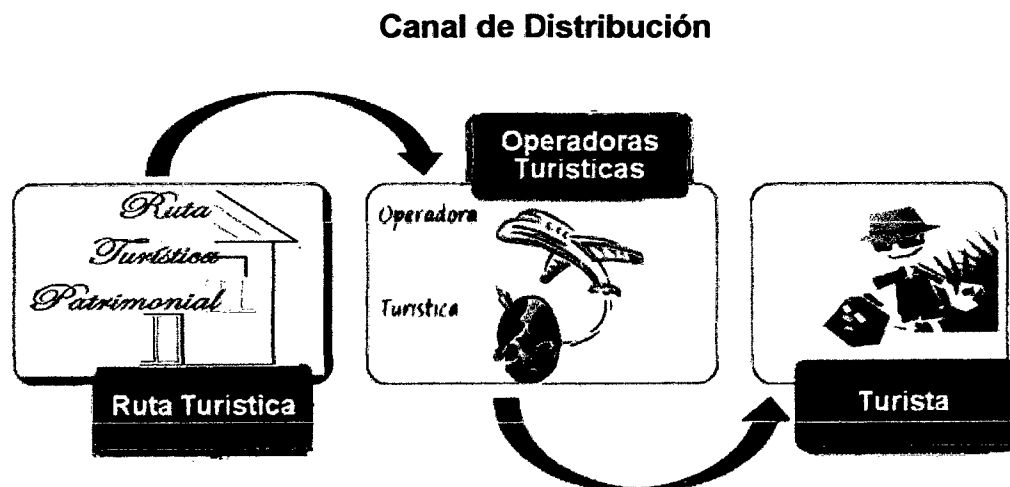 Canal de Distribución
Ruta
Turística
Patrimonial
Ruta Turistica
Operadoras
Turisticas
Operadora
Turistica
Turista